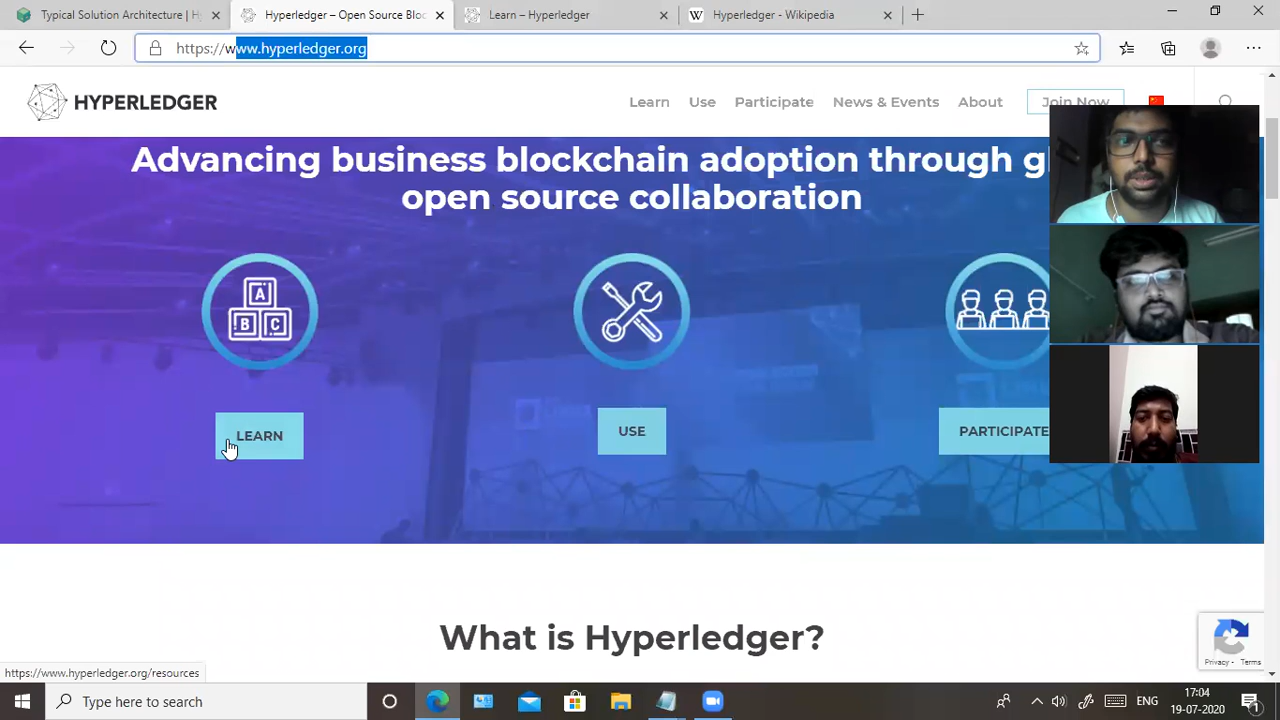 Typical Solution Architecture | Hy
Hyperledger – Open Source Bloc
Learn – Hyperledger
W Hyperledger - Wikipedia
https://www.hyperledger.org
HYPERLEDGER
Learn
Use
Participate
News & Events
About
Join Now
Advancing business blockchain adoption through g
open source collaboration
A
B C
LEARN
USE
PARTICIPATE
What is Hyperledger?
Privacy - Terms
https://www.hyperledger.org/resources
Type here to search
ENG
17:04
19-07-2020
1